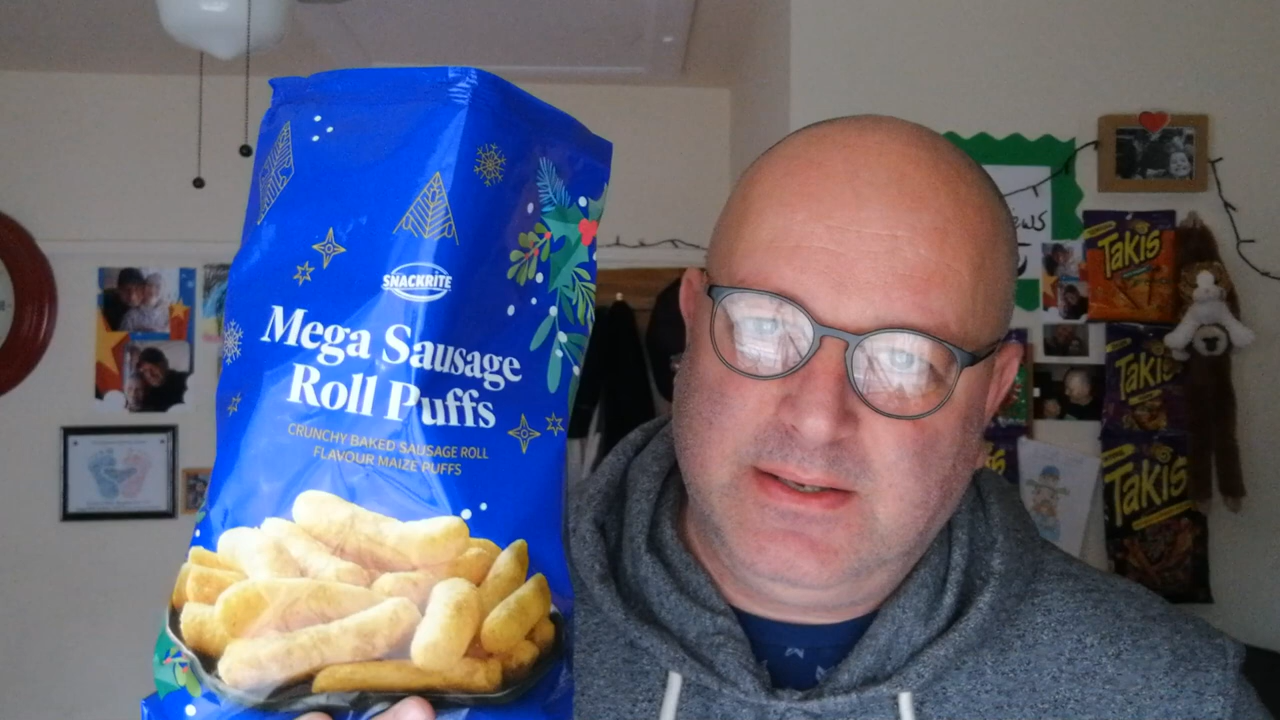 SNACKRITE
Mega Sausage
Roll Puffs
CRUNCHY BAKED SAUSAGE ROLL
FLAVOUR MAIZE PUFFS
Takis
Takis
Takis